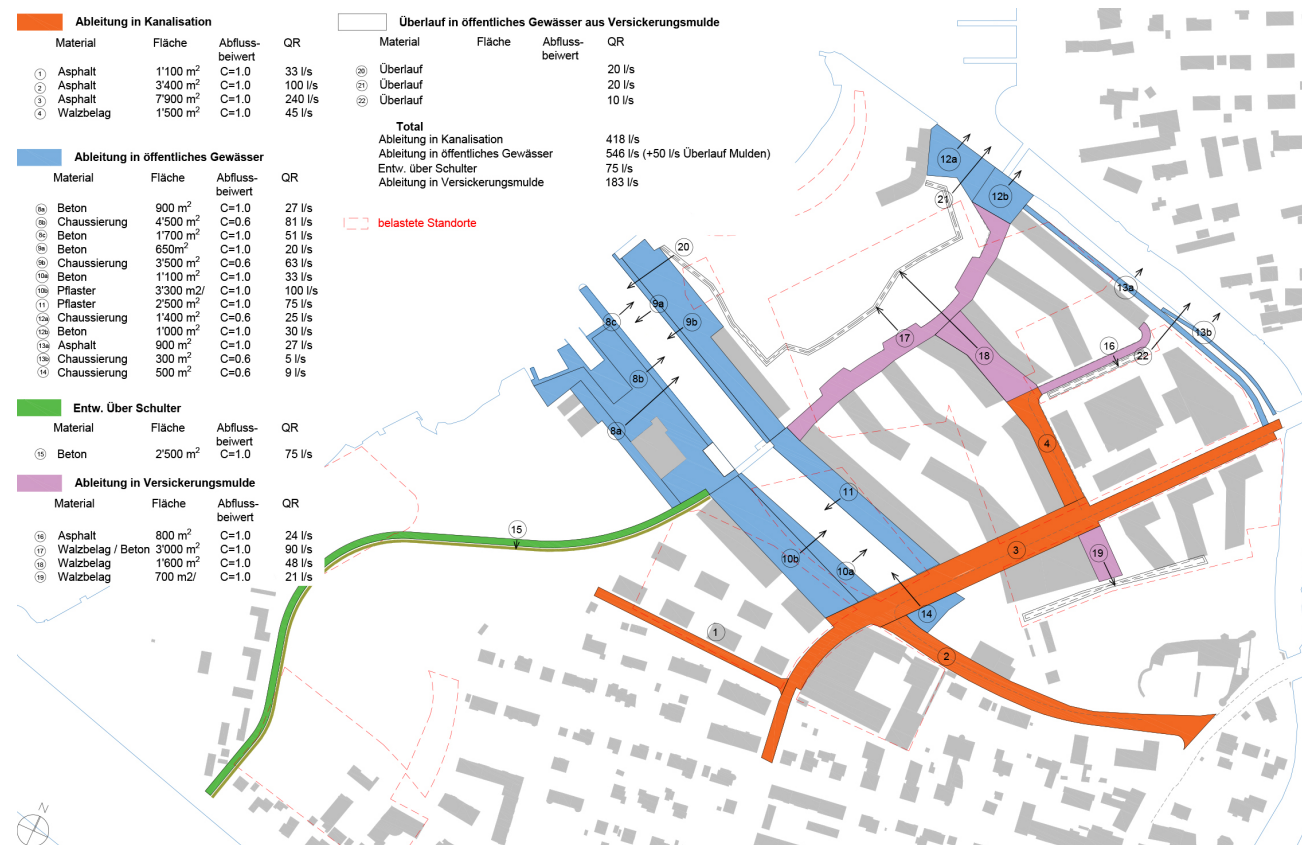 Ableitung in Kanalisation
Material Fläche Abfluss-beiwert QR
1 Asphalt 1'100 m² C=1.0 33 l/s
2 Asphalt 3'400 m² C=1.0 100 l/s
3 Asphalt 7'900 m² C=1.0 240 l/s
4 Walzbelag 1'500 m² C=1.0 45 l/s
Ableitung in öffentliches Gewässer
Material Fläche Abfluss-beiwert QR
8a Beton 900 m² C=1.0 27 l/s
8b Chaussierung 4'500 m² C=0.6 81 l/s
8c Beton 1'700 m² C=1.0 51 l/s
9a Beton 650m² C=1.0 20 l/s
9b Chaussierung 3'500 m² C=0.6 63 l/s
10a Beton 1'100 m² C=1.0 33 l/s
10b Pflaster 3'300 m2/ C=1.0 100 l/s
11 Pflaster 2'500 m² C=1.0 75 l/s
12a Chaussierung 1'400 m² C=0.6 25 l/s
12b Beton 1'000 m² C=1.0 30 l/s
13a Asphalt 900 m² C=1.0 27 l/s
13b Chaussierung 300 m² C=0.6 5 l/s
14 Chaussierung 500 m² C=0.6 9 l/s
Entw. Über Schulter
Material Fläche Abfluss-beiwert QR
15 Beton 2'500 m² C=1.0 75 l/s
Ableitung in Versickerungsmulde
Material Fläche Abfluss-beiwert QR
16 Asphalt 800 m² C=1.0 24 l/s
17 Walzbelag / Beton 3'000 m² C=1.0 90 l/s
18 Walzbelag 1'600 m² C=1.0 48 l/s
19 Walzbelag 700 m2/ C=1.0 21 l/s
Überlauf in öffentliches Gewässer aus Versickerungsmulde
Material Fläche Abfluss-beiwert QR
20 Überlauf 20 l/s
21 Überlauf 20 l/s
22 Überlauf 10 l/s
Total
Ableitung in Kanalisation 418 l/s
Ableitung in öffentliches Gewässer 546 l/s (+50 l/s Überlauf Mulden)
Entw. über Schulter 75 l/s
Ableitung in Versickerungsmulde 183 l/s
belastete Standorte
12a
12b
21
20
13a
9a
8c
9b
13b
17
16
18
22
8b
8a
4
11
15
3
19
10b
10a
14
1
2
N